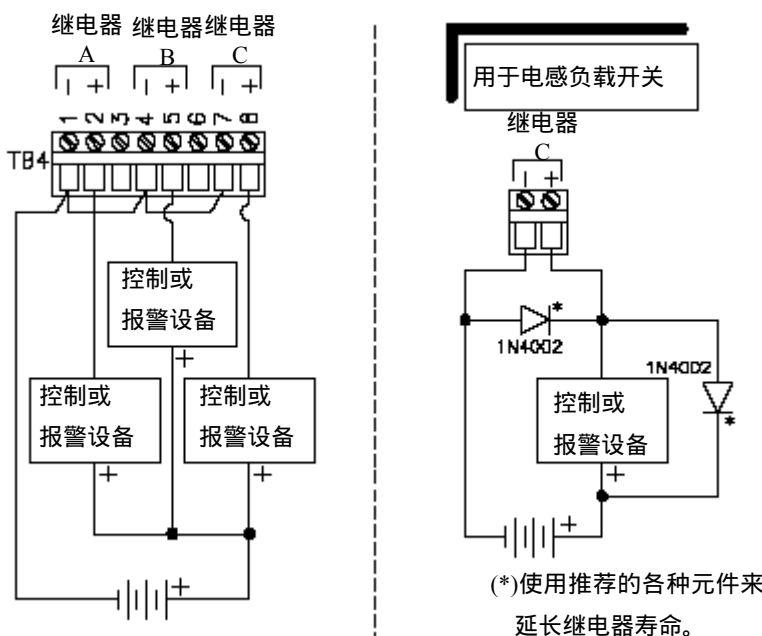 继电器 继电器 继电器
A B C
- + - + - +
1 2 3 4 5 6 7 8
TB4
控制或
报警设备
+
控制或
报警设备
+
控制或
报警设备
+
+
用于电感负载开关
继电器
C
- +
*
1N4002
1N4002
*
控制或
报警设备
+
+
(*)使用推荐的各种元件来
延长继电器寿命。